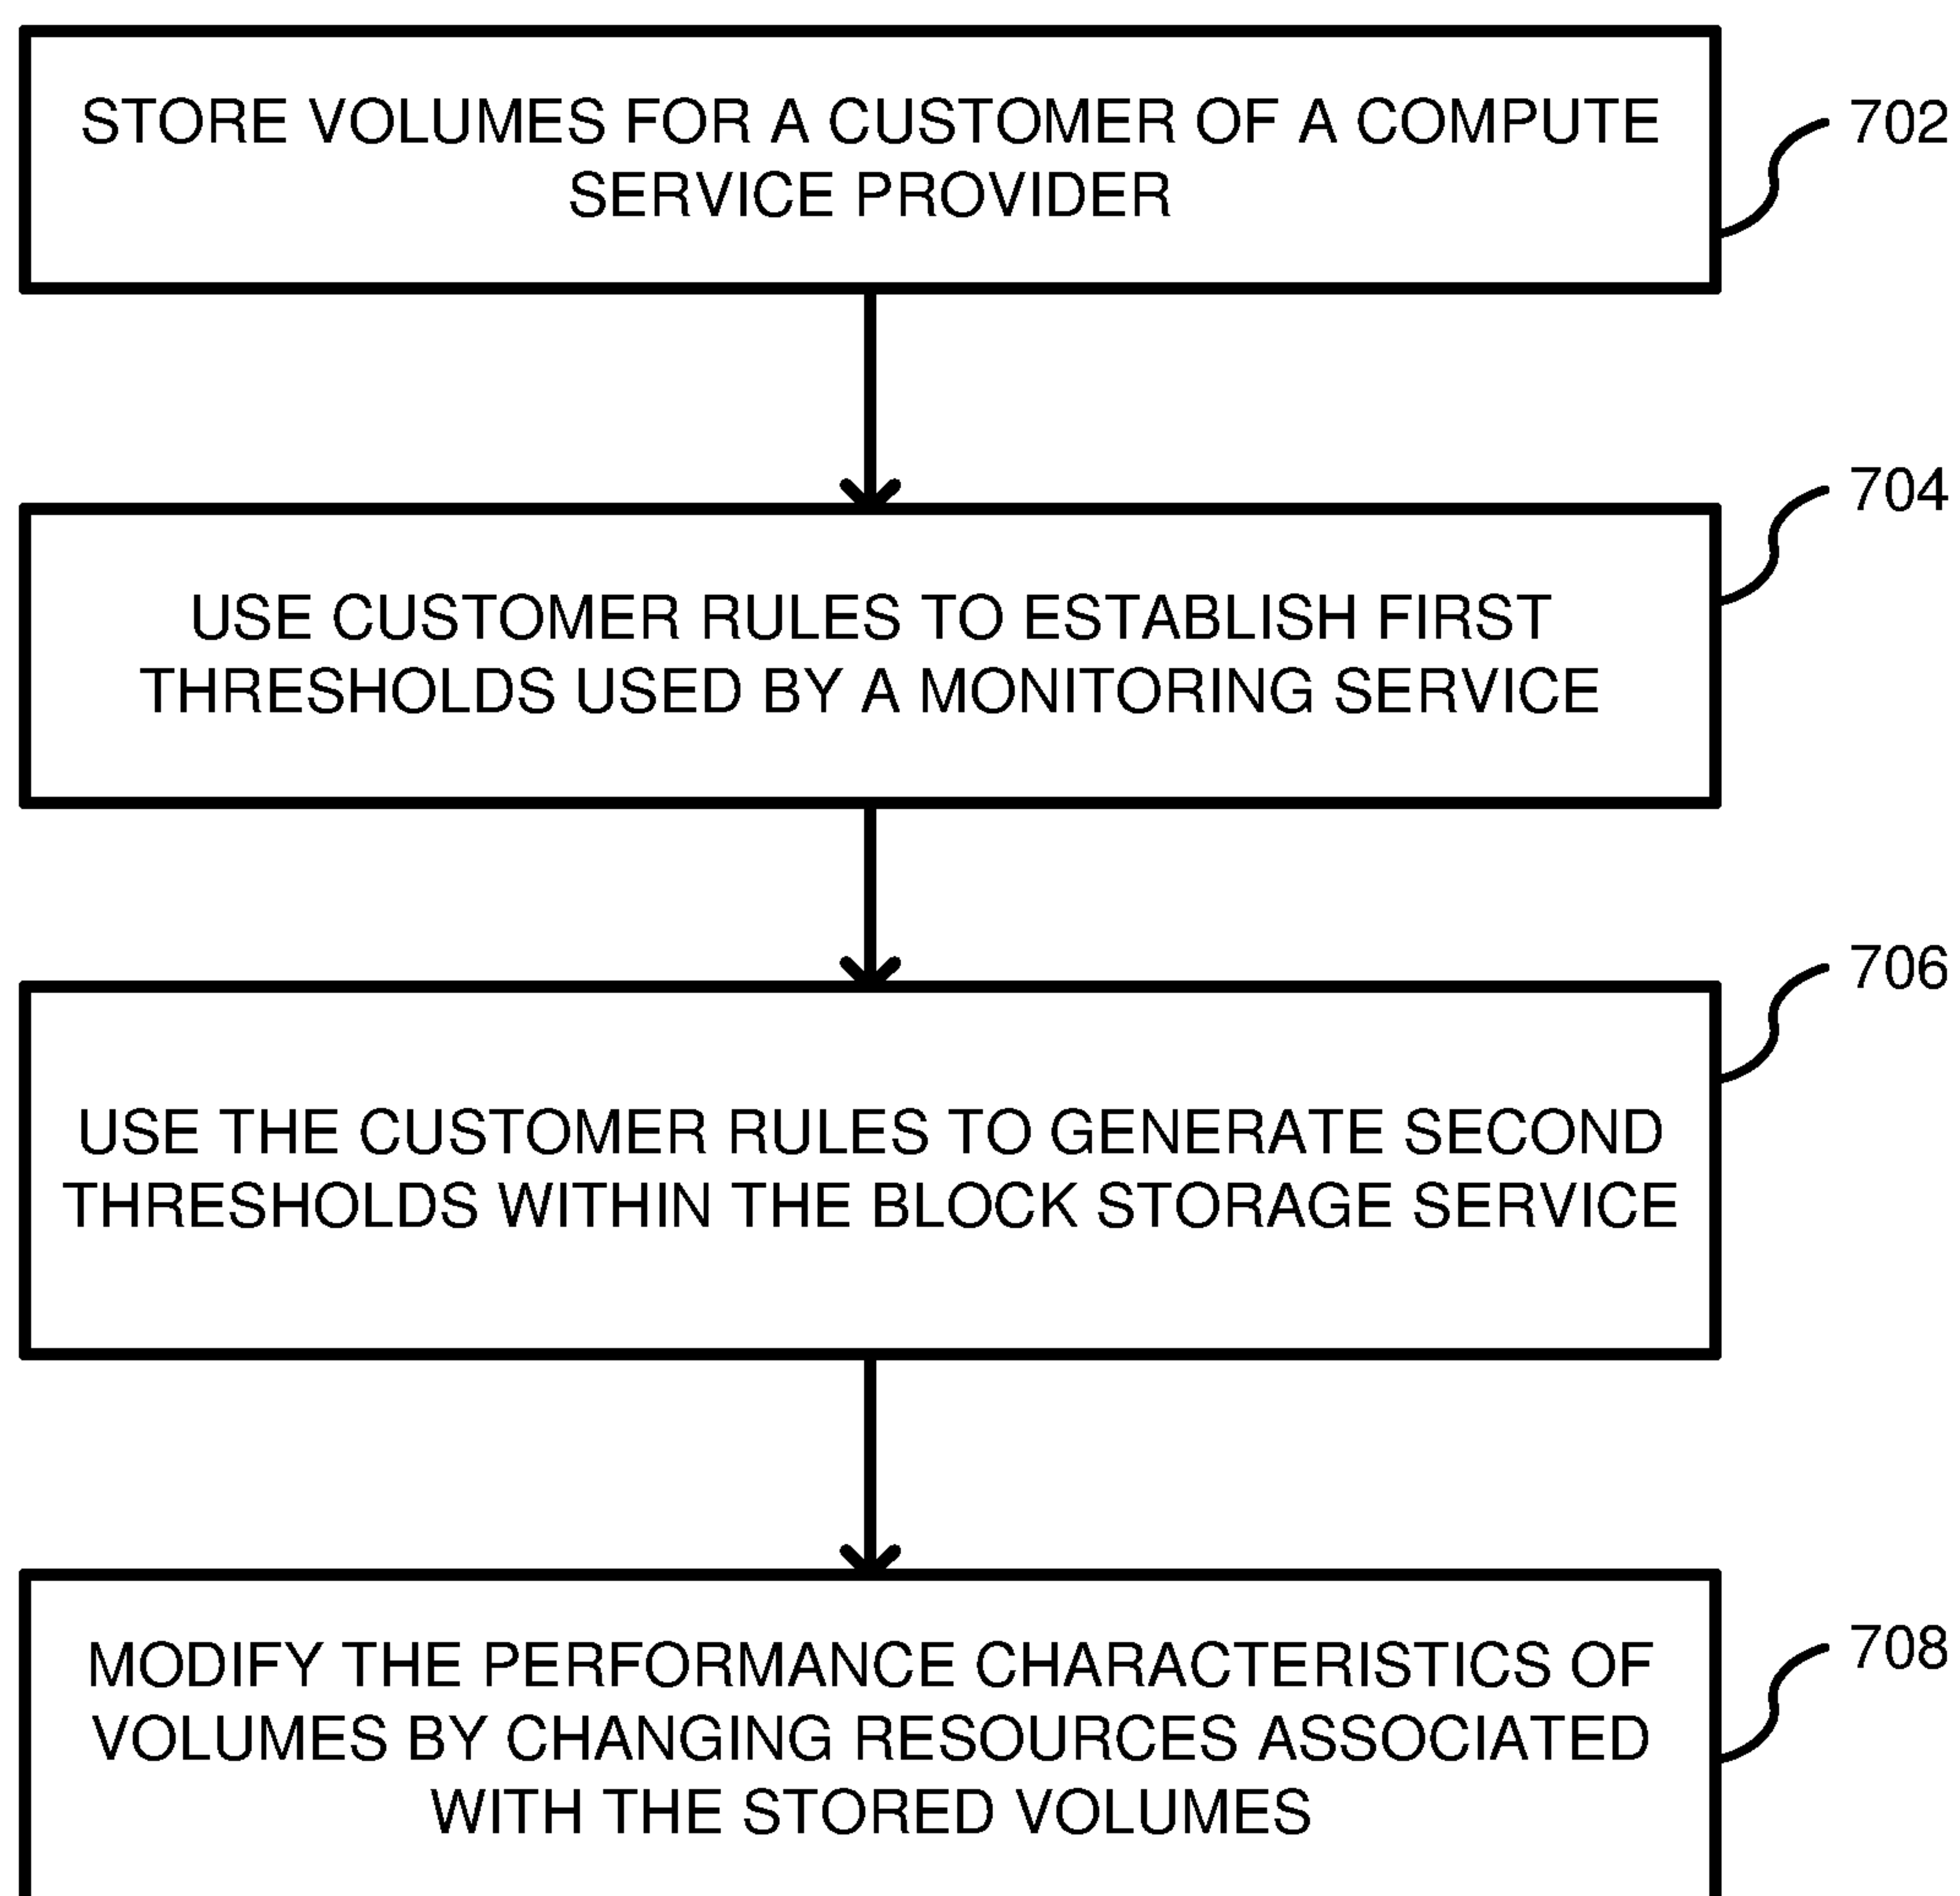 STORE VOLUMES FOR A CUSTOMER OF A COMPUTE
SERVICE PROVIDER
702
USE CUSTOMER RULES TO ESTABLISH FIRST
THRESHOLDS USED BY A MONITORING SERVICE
704
USE THE CUSTOMER RULES TO GENERATE SECOND
THRESHOLDS WITHIN THE BLOCK STORAGE SERVICE
706
MODIFY THE PERFORMANCE CHARACTERISTICS OF
VOLUMES BY CHANGING RESOURCES ASSOCIATED
WITH THE STORED VOLUMES
708